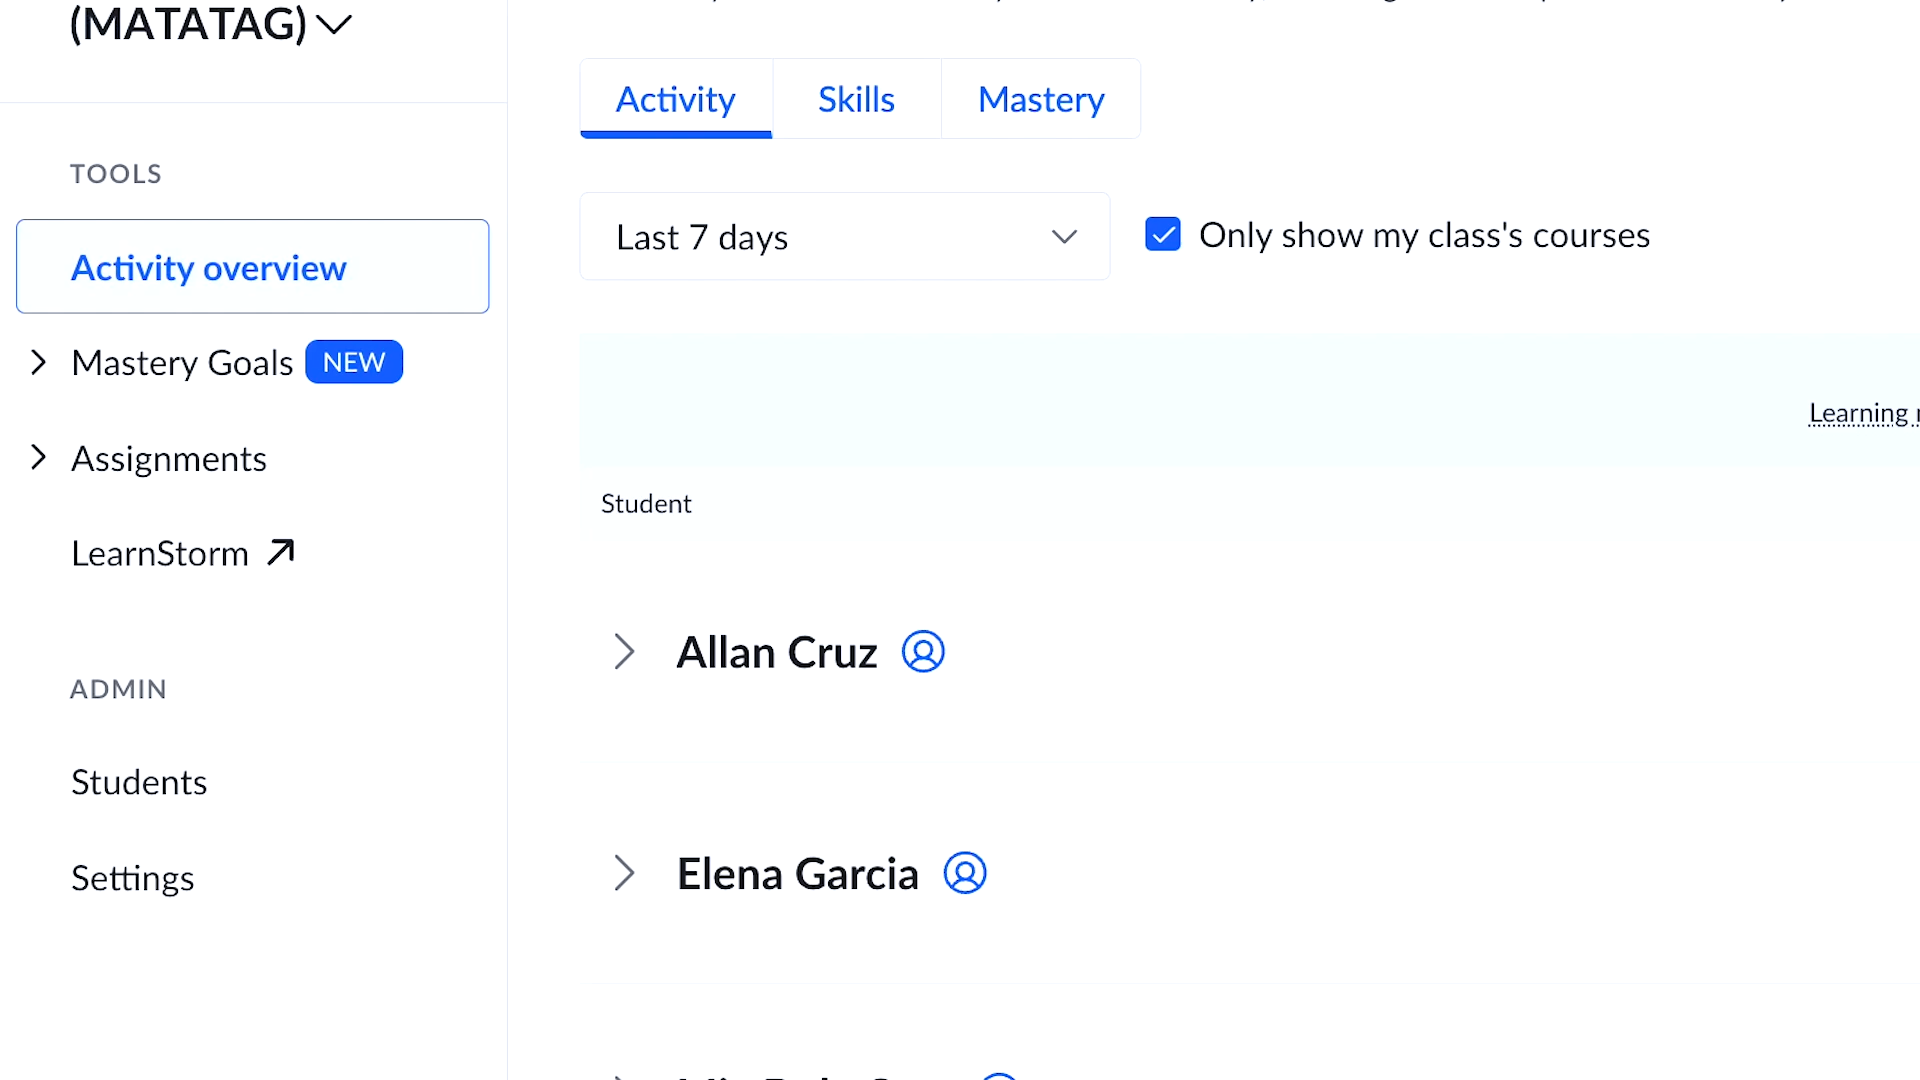 (MATATAG)
TOOLS
Activity overview
Mastery Goals NEW
Assignments
LearnStorm
ADMIN
Students
Settings
Activity Skills Mastery
Last 7 days
Only show my class's courses
Learning
Student
Allan Cruz
Elena Garcia